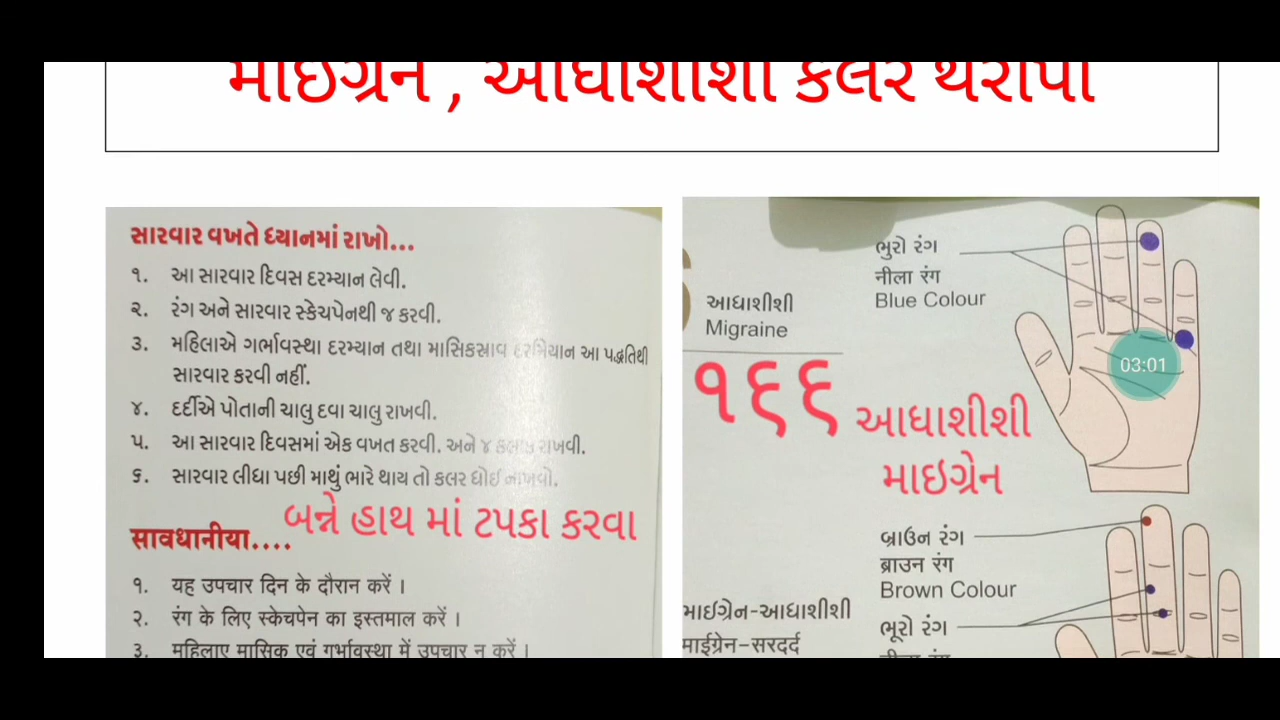 માઇગ્રેન , આધાશીશી કલર થેરાપી
સારવાર વખતે ધ્યાનમાં રાખો...
૧. આ સારવાર દિવસ દરમ્યાન લેવી.
૨. રંગ અને સારવાર સ્કેચપેનથી જ કરવી.
૩. મહિલાએ ગર્ભાવસ્થા દરમ્યાન તથા માસિકસ્રાવ દરમિયાન આ પદ્ધતિથી
સારવાર કરવી નહીં.
૪. દર્દીએ પોતાની ચાલુ દવા ચાલુ રાખવી.
૫. આ સારવાર દિવસમાં એક વખત કરવી. અને ૪ કલાક રાખવી.
૬. સારવાર લીધા પછી માથું ભારે થાય તો કલર ધોઈ નાખવો.
બન્ને હાથ માં ટપકા કરવા
સાવધાનીયા....
૧. यह उपचार दिन के दौरान करें ।
૨. रंग के लिए स्केचपेन का इस्तमाल करें ।
૩. महिलाए मासिक एवं गर्भावस्था में उपचार न करें ।
આધાશીશી
Migraine
ભુરો રંગ
नीला रंग
Blue Colour
03:01
૧૬૬ આધાશીશી
માઇગ્રેન
બ્રાઉન રંગ
ब्राउन रंग
Brown Colour
ભૂરો રંગ
नीला रंग
માઈગ્રેન-આધાશીશી
माईग्रेन-सरदर्द